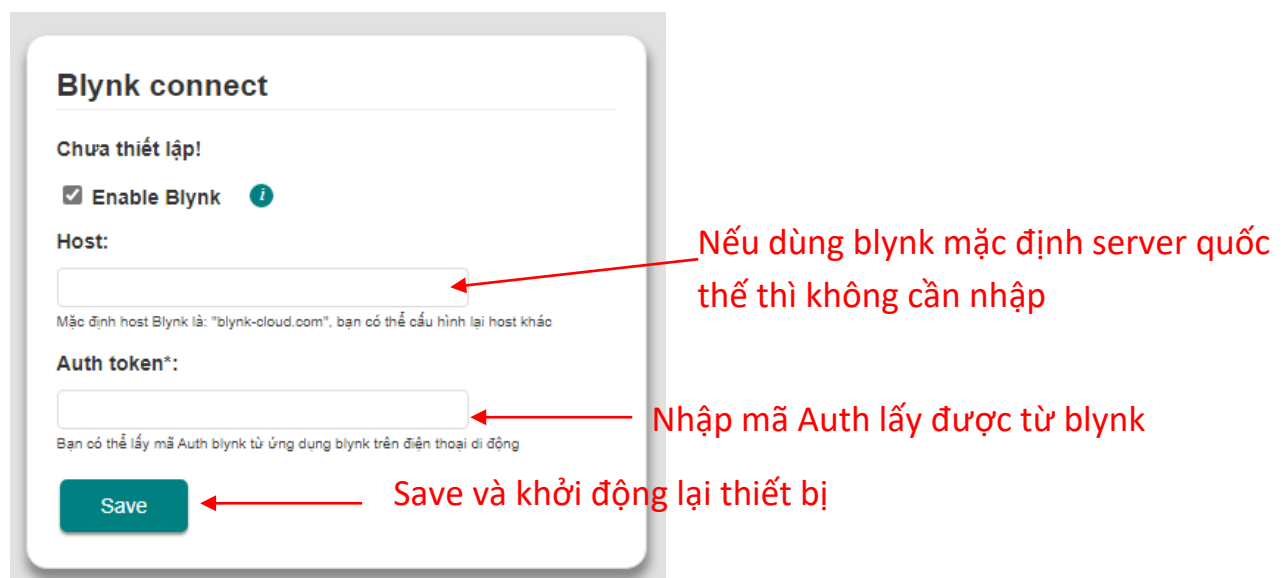 Blynk connect
Chưa thiết lập!
Enable Blynk i
Host:
Nếu dùng blynk mặc định server quốc
thế thì không cần nhập
Mặc định host Blynk là: "blynk-cloud.com", bạn có thể cấu hình lại host khác
Auth token*:
Nhập mã Auth lấy được từ blynk
Bạn có thể lấy mã Auth blynk từ ứng dụng blynk trên điện thoại di động
Save
Save và khởi động lại thiết bị